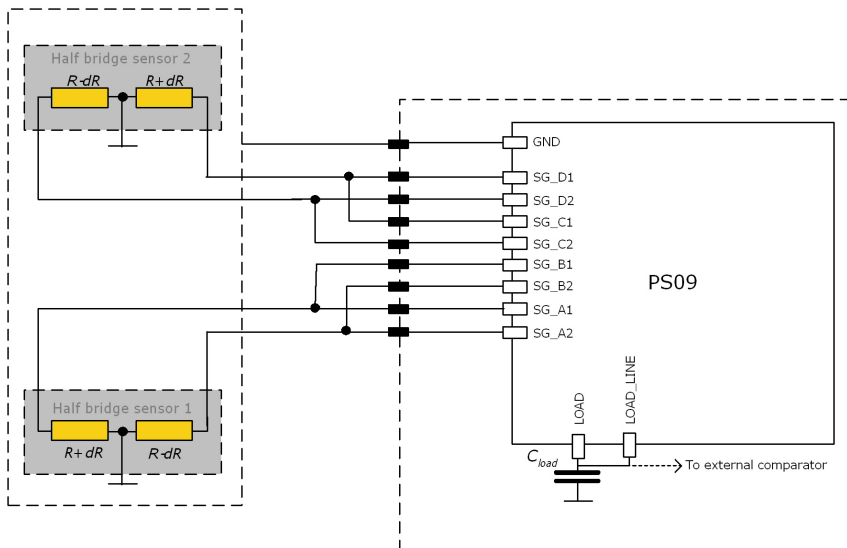 Half bridge sensor 2
R-dR R+dR
GND
SG_D1
SG_D2
SG_C1
SG_C2
SG_B1
SG_B2
SG_A1
SG_A2
PS09
LOAD
LOAD_LINE
Cload
To external comparator
Half bridge sensor 1
R+dR R-dR